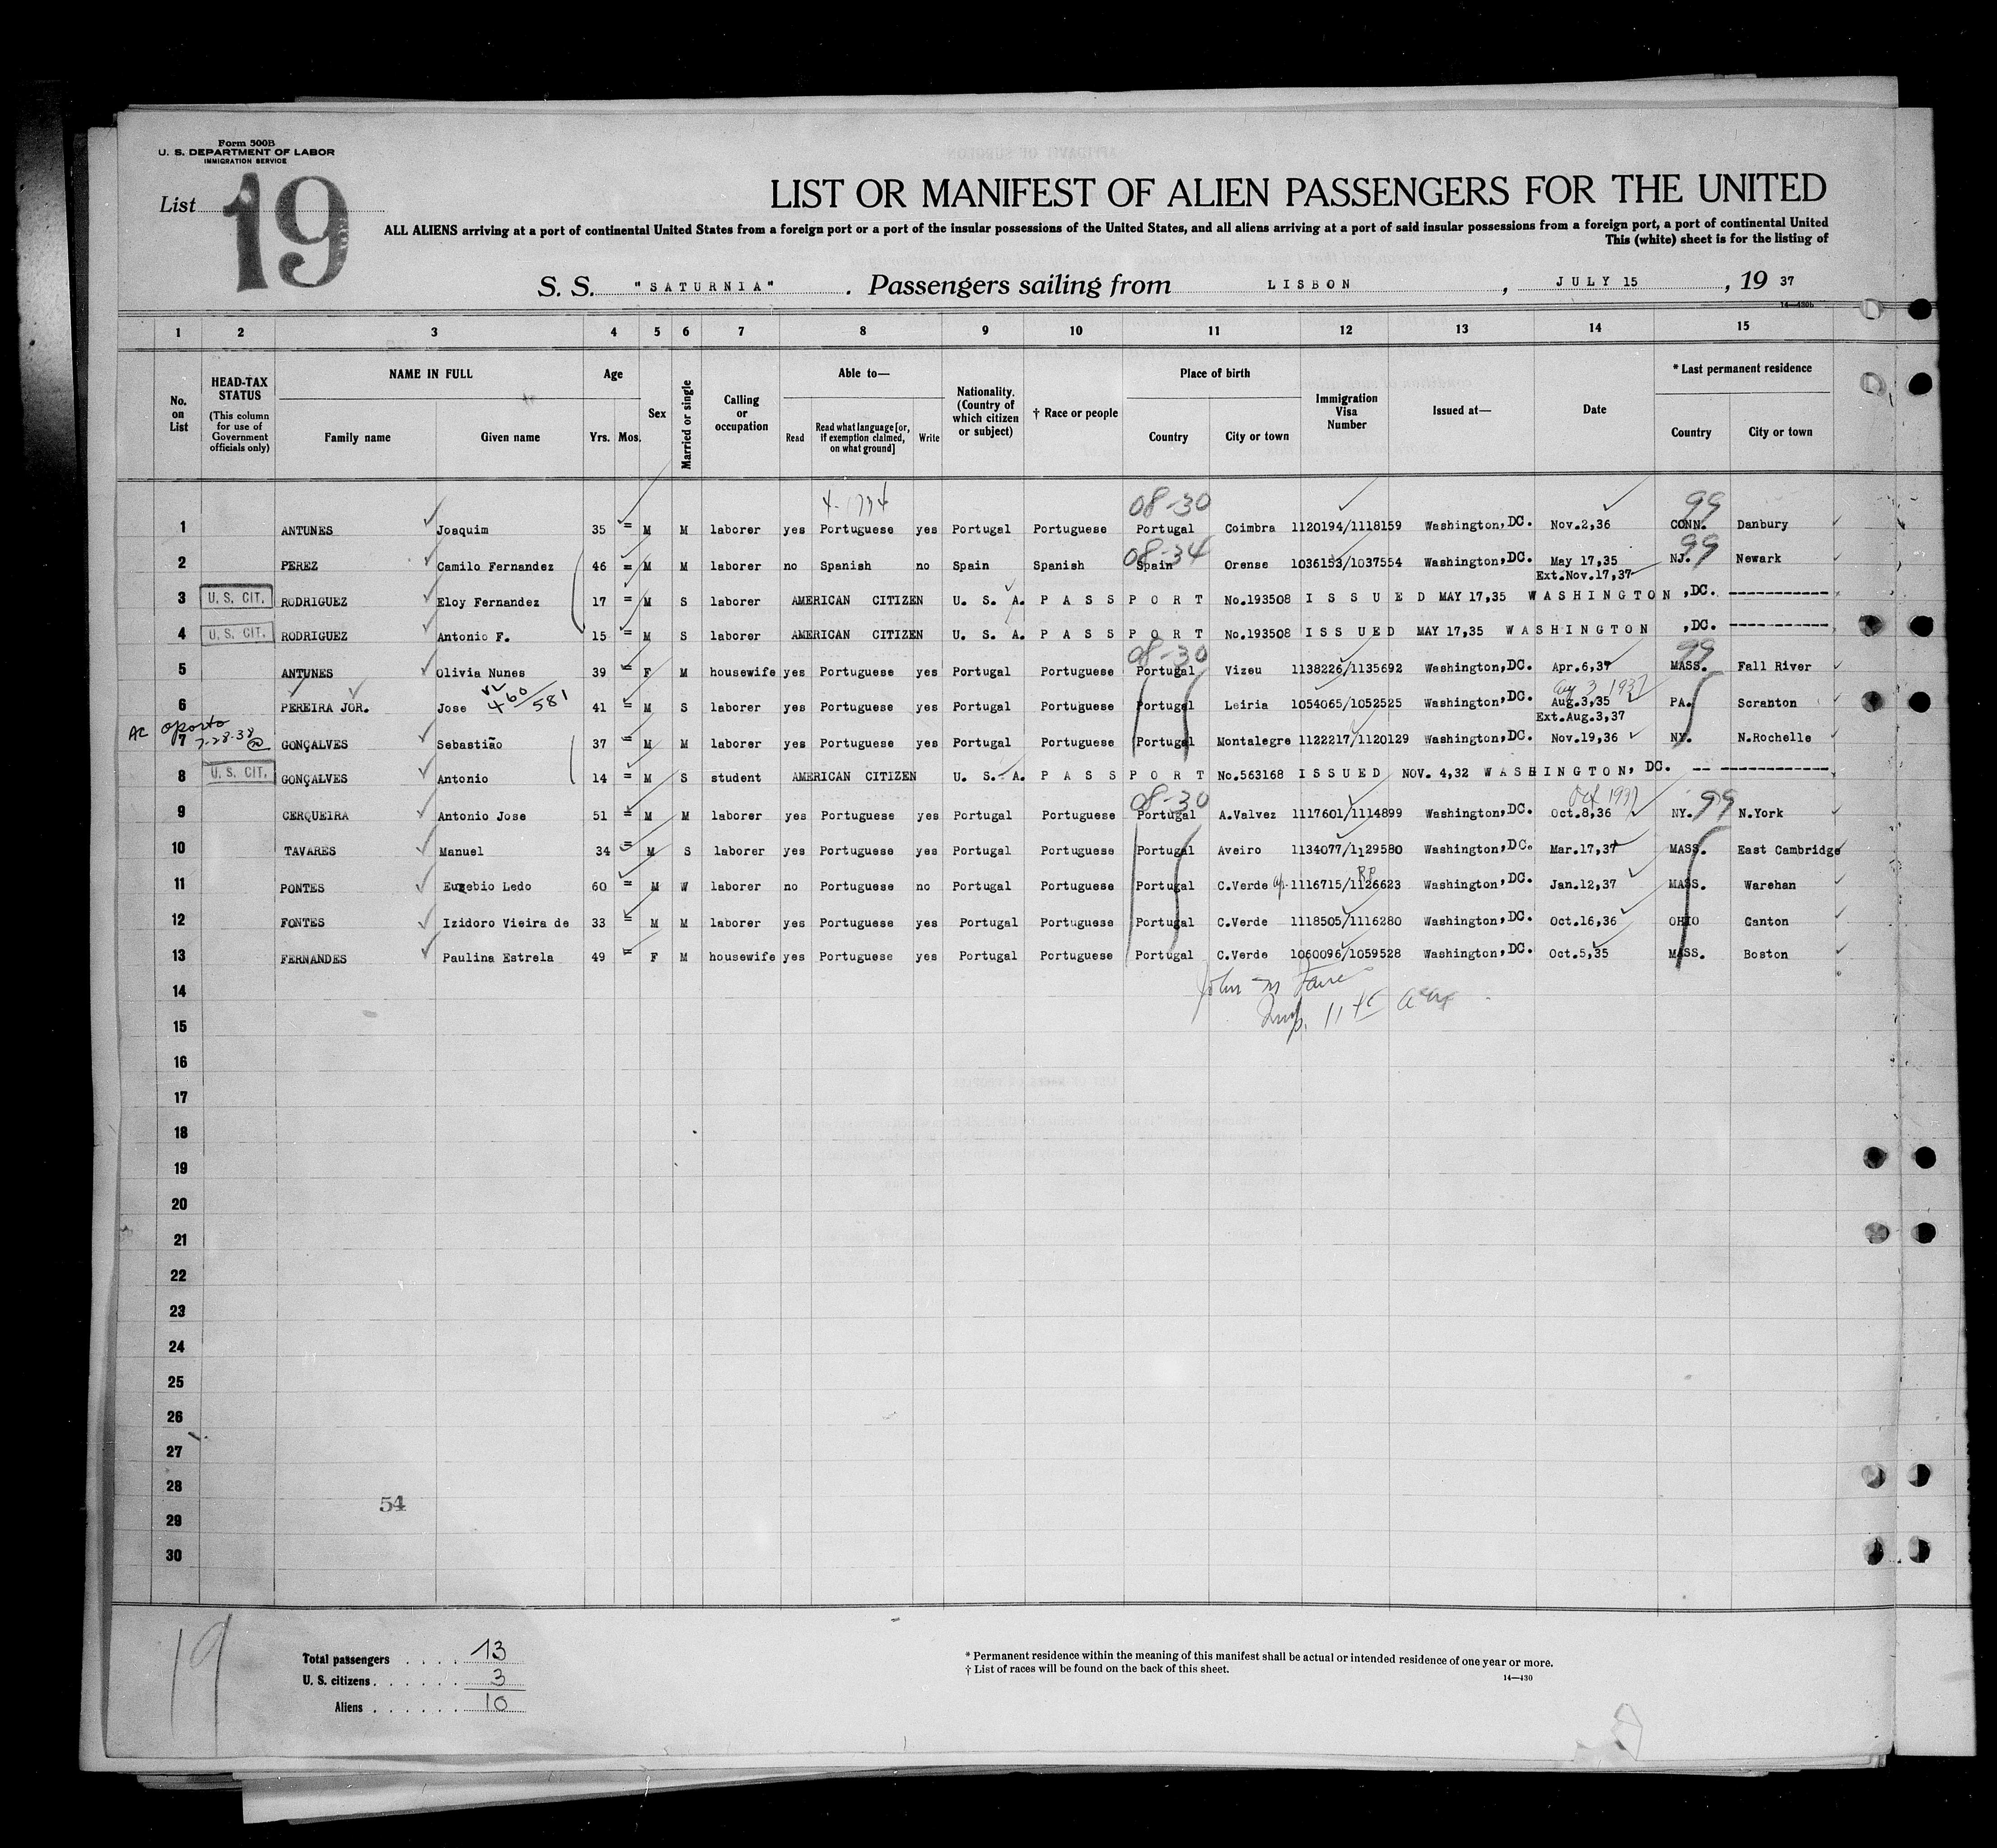 Form 500B
U. S. DEPARTMENT OF LABOR
IMMIGRATION SERVICE
List 19
LIST OR MANIFEST OF ALIEN PASSENGERS FOR THE UNITED
ALL ALIENS arriving at a port of continental United States from a foreign port or a port of the insular possessions of the United States, and all aliens arriving at a port of said insular possessions from a foreign port, a port of continental United
This (white) sheet is for the listing of
S. S. "SATURNIA". Passengers sailing from LISBON, JULY 15, 19 37
14—430b
1 2 3 4 5 6 7 8 9 10 11 12 13 14 15
No. on List
HEAD-TAX STATUS (This column for use of Government officials only)
NAME IN FULL
Family name Given name
Age Yrs. Mos.
Sex
Married or single
Calling or occupation
Able to—
Read Read what language [or, if exemption claimed, on what ground] Write
Nationality. (Country of which citizen or subject)
† Race or people
Place of birth
Country City or town
Immigration Visa Number
Issued at—
Date
* Last permanent residence
Country City or town
08-30 99
1 ANTUNES Joaquim 35 = M M laborer yes Portuguese yes Portugal Portuguese Portugal Coimbra 1120194/1118159 Washington,DC. Nov.2,36 CONN. Danbury
08-34 99
2 PEREZ Camilo Fernandez 46 = M M laborer no Spanish no Spain Spanish Spain Orense 1036153/1037554 Washington,DC. May 17,35 NJ. Newark
Ext.Nov.17,37
3 U. S. CIT. RODRIGUEZ Eloy Fernandez 17 = M S laborer AMERICAN CITIZEN U. S. A. PASSPORT No.193508 ISSUED MAY 17,35 WASHINGTON,DC. ------------
4 U. S. CIT. RODRIGUEZ Antonio F. 15 = M S laborer AMERICAN CITIZEN U. S. A. PASSPORT No.193508 ISSUED MAY 17,35 WASHINGTON,DC. ------------
08-30 99
5 ANTUNES Olivia Nunes 39 = F M housewife yes Portuguese yes Portugal Portuguese Portugal Vizeu 1138226/1135692 Washington,DC. Apr.6,37 MASS. Fall River
Aug 3 1937
6 PEREIRA JOR. Jose 460/581 41 = M S laborer yes Portuguese yes Portugal Portuguese Portugal Leiria 1054065/1052525 Washington,DC. Aug.3,35 PA. Scranton
Ext.Aug.3,37
AC oporto
7-28-38
7 GONÇALVES Sebastião 37 = M M laborer yes Portuguese yes Portugal Portuguese Portugal Montalegre 1122217/1120129 Washington,DC. Nov.19,36 NY. N.Rochelle
8 U. S. CIT. GONÇALVES Antonio 14 = M S student AMERICAN CITIZEN U. S. A. PASSPORT No.563168 ISSUED NOV. 4,32 WASHINGTON, DC. -- ------------
08-30 Oct 1937 99
9 CERQUEIRA Antonio Jose 51 = M M laborer yes Portuguese yes Portugal Portuguese Portugal A.Valvez 1117601/1114899 Washington,DC. Oct.8,36 NY. N.York
10 TAVARES Manuel 34 = M S laborer yes Portuguese yes Portugal Portuguese Portugal Aveiro 1134077/1129580 Washington,DC. Mar.17,37 MASS. East Cambridge
11 PONTES Euzebio Ledo 60 = M W laborer no Portuguese no Portugal Portuguese Portugal C.Verde 1116715/1126623 Washington,DC. Jan.12,37 MASS. Warehan
12 FONTES Izidoro Vieira de 33 = M M laborer yes Portuguese yes Portugal Portuguese Portugal C.Verde 1118505/1116280 Washington,DC. Oct.16,36 OHIO Canton
13 FERNANDES Paulina Estrela 49 = F M housewife yes Portuguese yes Portugal Portuguese Portugal C.Verde 1060096/1059528 Washington,DC. Oct.5,35 MASS. Boston
14 John M
15
16
17
18
19
20
21
22
23
24
25
26
27
28
54
29
30
19
Total passengers . . . . 13
U. S. citizens . . . . . . 3
Aliens . . . . . . 10
* Permanent residence within the meaning of this manifest shall be actual or intended residence of one year or more.
† List of races will be found on the back of this sheet.
14—430